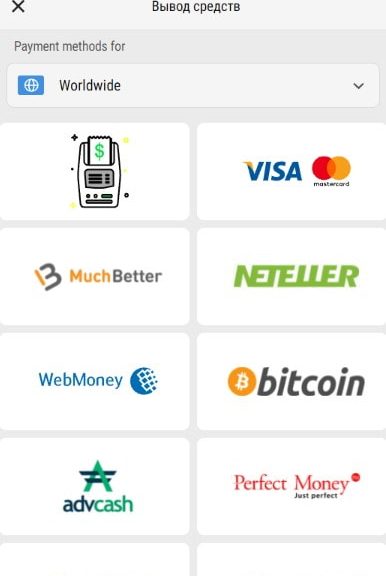 Вывод средств
Payment methods for
Worldwide
$
VISA
mastercard
MuchBetter
NETELLER
WebMoney
bitcoin
advcash
Perfect Money
Just perfect